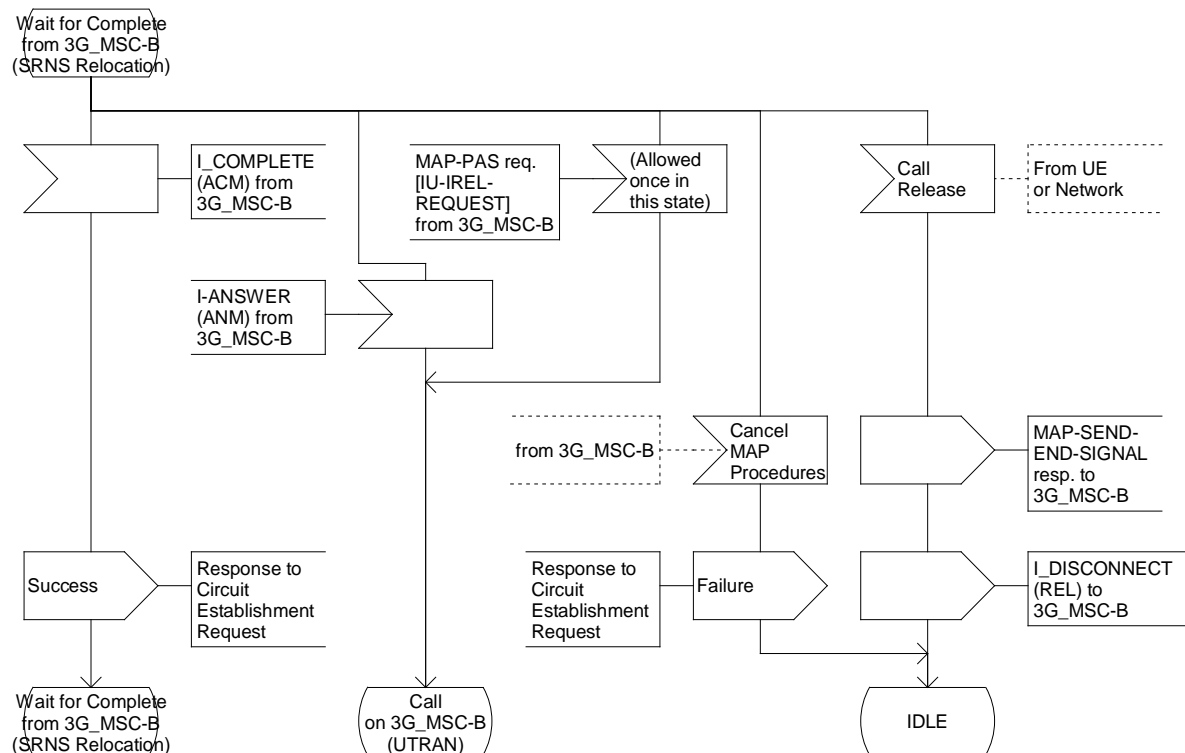 Wait for Complete
from 3G_MSC-B
(SRNS Relocation)
I_COMPLETE
(ACM) from
3G_MSC-B
MAP-PAS req.
[IU-IREL-
REQUEST]
from 3G_MSC-B
(Allowed
once in
this state)
Call
Release
From UE
or Network
I-ANSWER
(ANM) from
3G_MSC-B
from 3G_MSC-B
Cancel
MAP
Procedures
MAP-SEND-
END-SIGNAL
resp. to
3G_MSC-B
Success
Response to
Circuit
Establishment
Request
Response to
Circuit
Establishment
Request
Failure
I_DISCONNECT
(REL) to
3G_MSC-B
Wait for Complete
from 3G_MSC-B
(SRNS Relocation)
Call
on 3G_MSC-B
(UTRAN)
IDLE